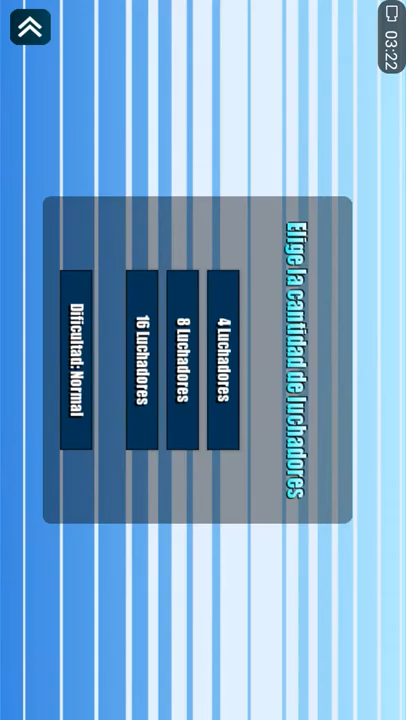 03:22
Elige la cantidad de luchadores
4 Luchadores
8 Luchadores
16 Luchadores
Dificultad: Normal